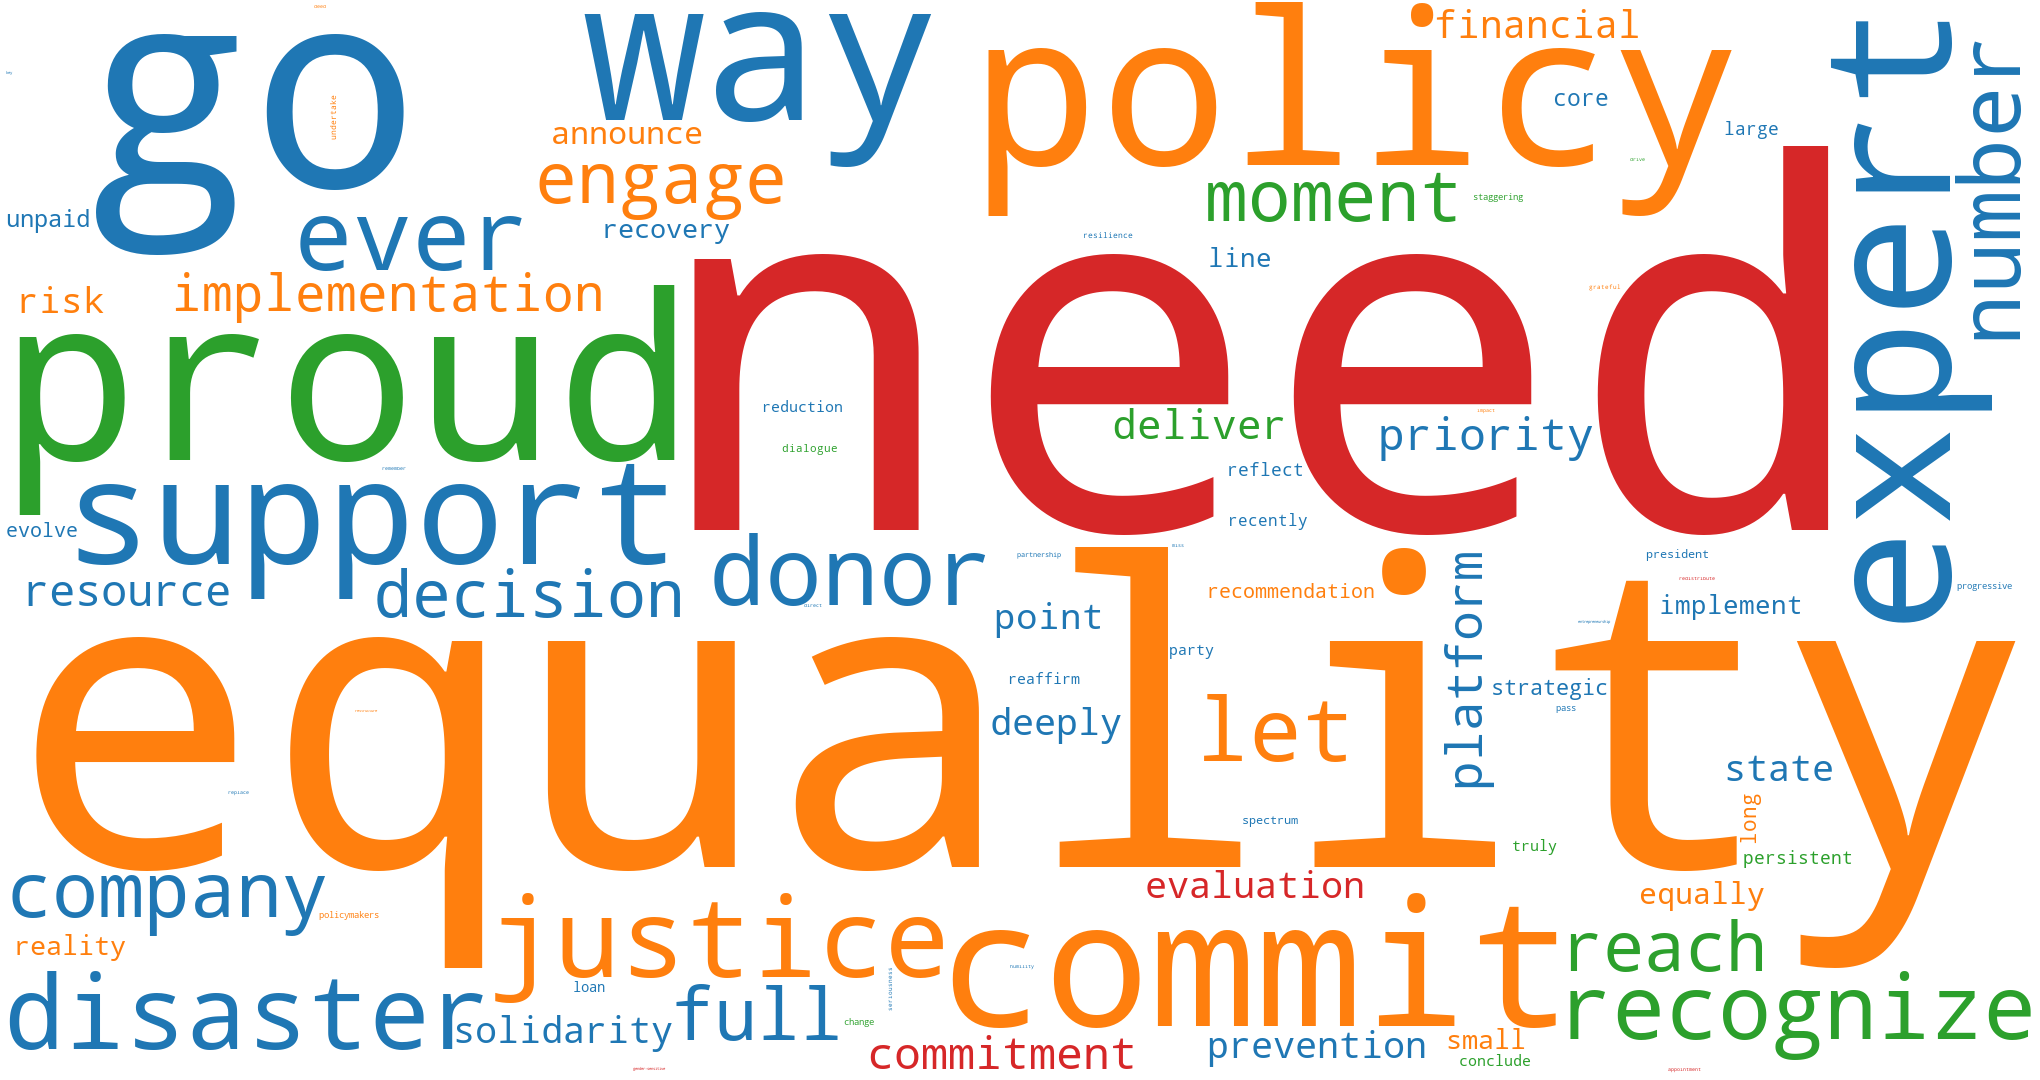 go
way
policy
financial
expert
number
undertake
announce
core
large
drive
engage
moment
staggering
unpaid
ever
recovery
resilience
line
risk
implementation
grateful
proud
need
reduction
impact
deliver
priority
dialogue
support
remember
reflect
evolve
recently
resource
decision
donor
direct
partnership
miss
platform
president
redistribute
progressive
recommendation
implement
point
entrepreneurship
equality
party
reaffirm
strategic
deeply
let
pass
state
replace
spectrum
long
truly
persistent
company
policymakers
evaluation
equally
reality
justice
commit
reach
disaster
loan
seriousness
humility
recognize
solidarity
full
change
commitment
prevention
small
conclude
appointment